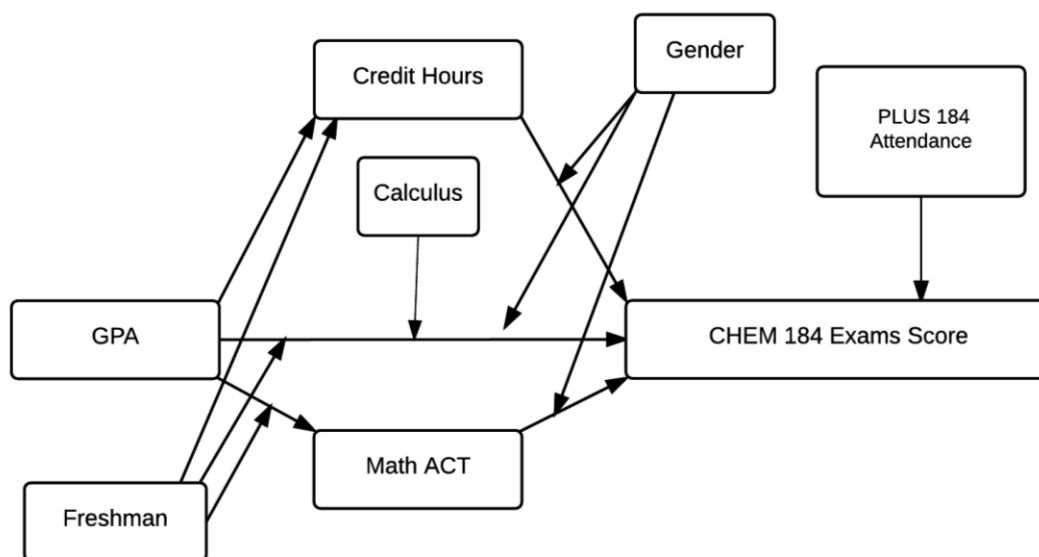 Gender
Credit Hours
PLUS 184
Attendance
Calculus
GPA
CHEM 184 Exams Score
Math ACT
Freshman